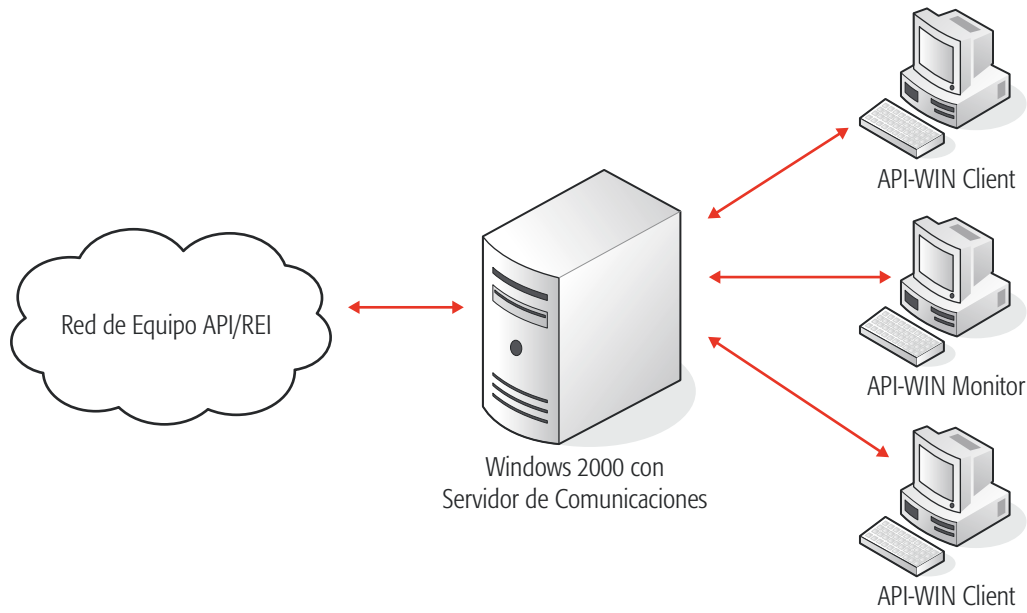 API-WIN Client
Red de Equipo API/REI
API-WIN Monitor
Windows 2000 con
Servidor de Comunicaciones
API-WIN Client